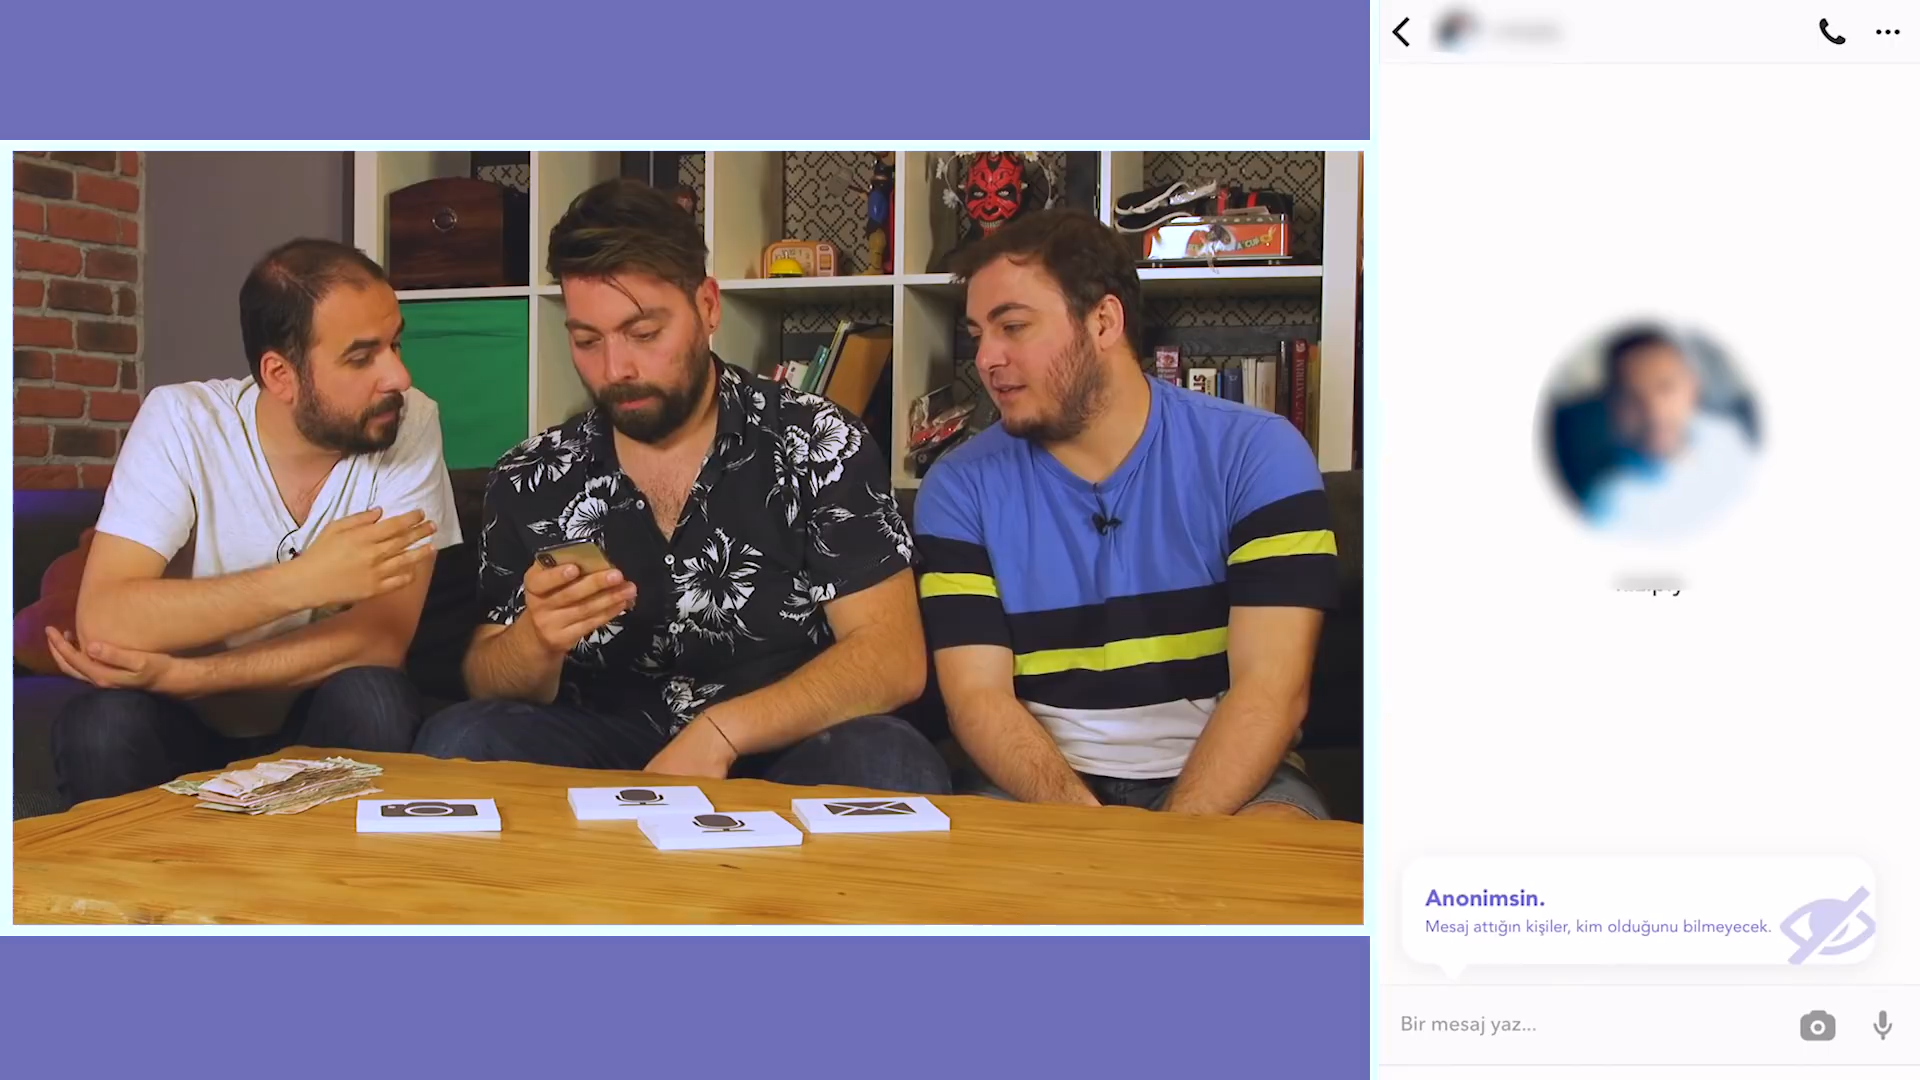 Anonimsin.
Mesaj attığın kişiler, kim olduğunu bilmeyecek.
Bir mesaj yaz...